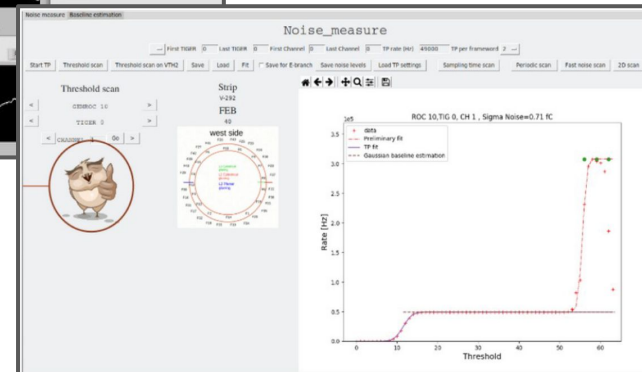 Noise measure Baseline estimation
Noise_measure
... First TIGER 0 Last TIGER 0 First Channel 0 Last Channel 0 TP rate (Hz) 49000 TP per frameword 2
Start TP Threshold scan Threshold scan on VTH2 Save Load Fit Save for E-branch Save noise levels Load TP settings Sampling time scan Periodic scan Fast noise scan 2D scan
Threshold scan
Strip
V-292
< GEMROC 10 >
FEB
40
< TIGER 0 >
west side
< Go >
ROC 10,TIG 0, CH 1 , Sigma Noise=0.71 fC
1e5
data
Preliminary fit
TP fit
Gaussian baseline estimation
3.5
3.0
2.5
2.0
1.5
1.0
0.5
0.0
Rate [Hz]
0 10 20 30 40 50 60
Threshold